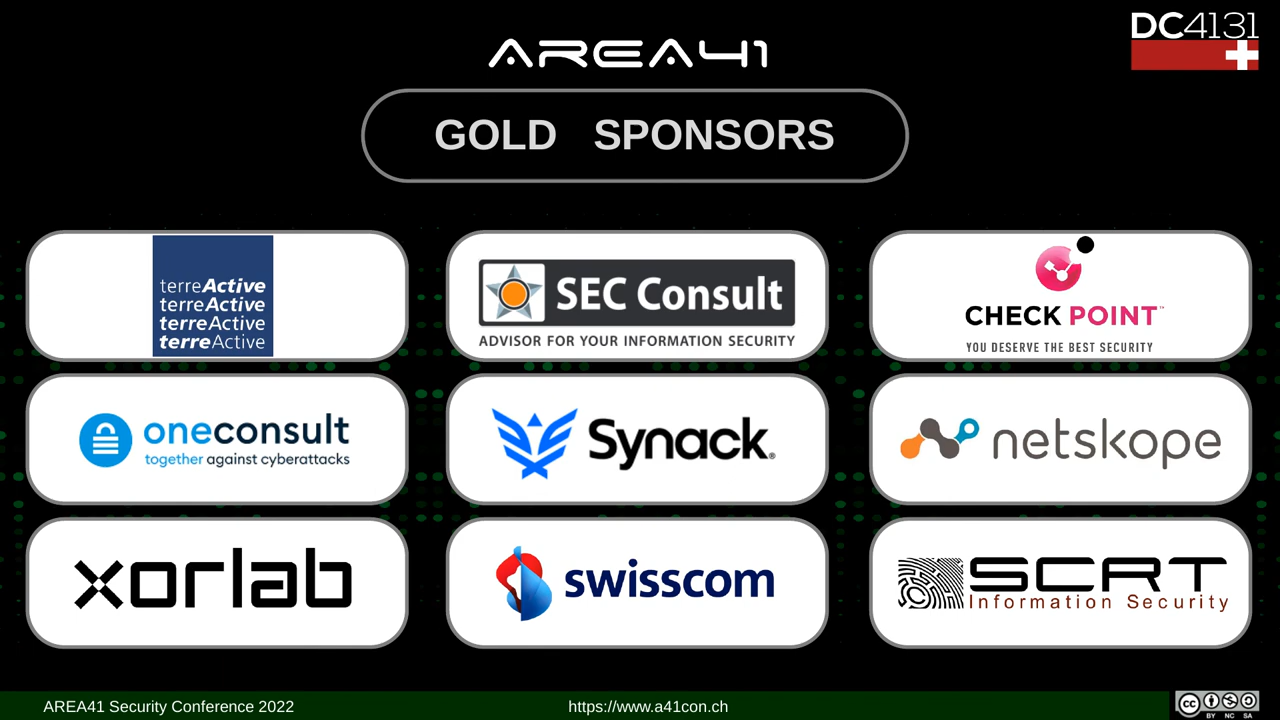 AREA41
DC4131
GOLD SPONSORS
terreActive
terreActive
terreActive
terreActive
SEC Consult
ADVISOR FOR YOUR INFORMATION SECURITY
CHECK POINT™
YOU DESERVE THE BEST SECURITY
oneconsult
together against cyberattacks
Synack®
netskope
xorlab
swisscom
SCRT
Information Security
AREA41 Security Conference 2022
https://www.a41con.ch
cc
BY NC SA